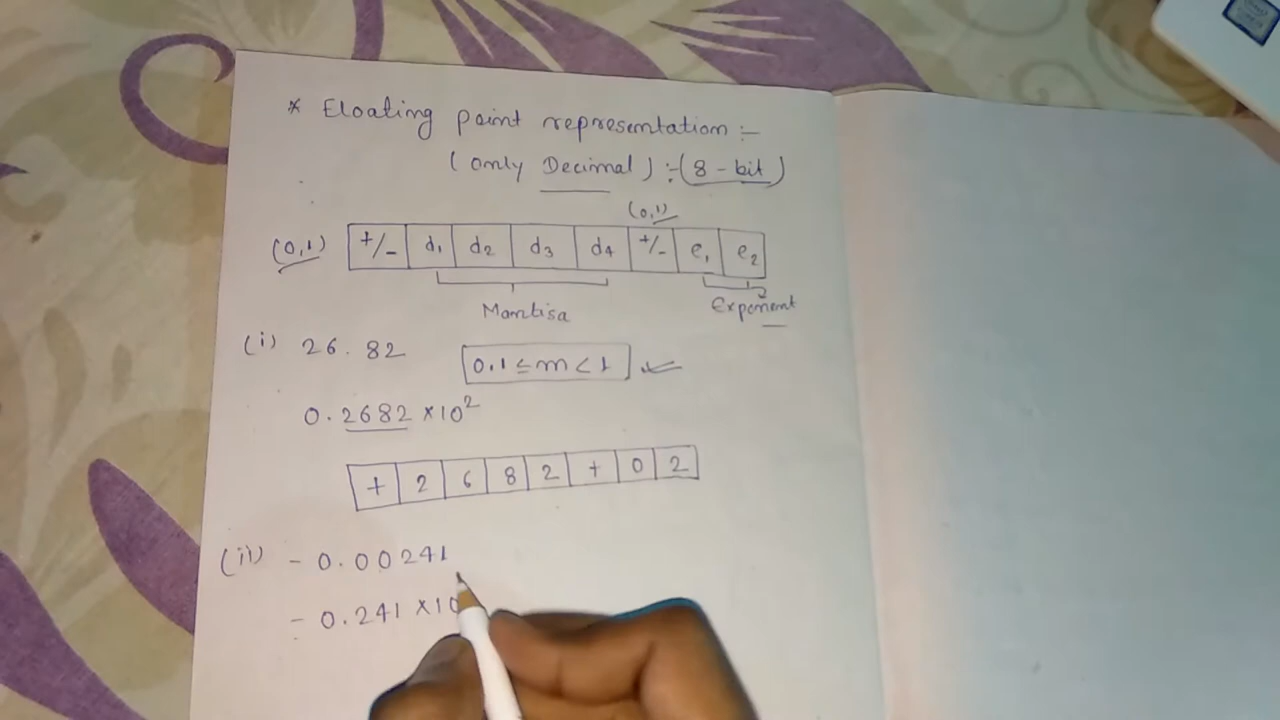 * Floating point representation :-
(only Decimal) :- (8-bit)
(0,1)
(0,1) +/- d1 d2 d3 d4 +/- e1 e2
Mantisa Exponent
(i) 26.82 0.1 ≤ m < 1
0.2682 × 10²
+ 2 6 8 2 + 0 2
(ii) - 0.00241
- 0.241 × 10